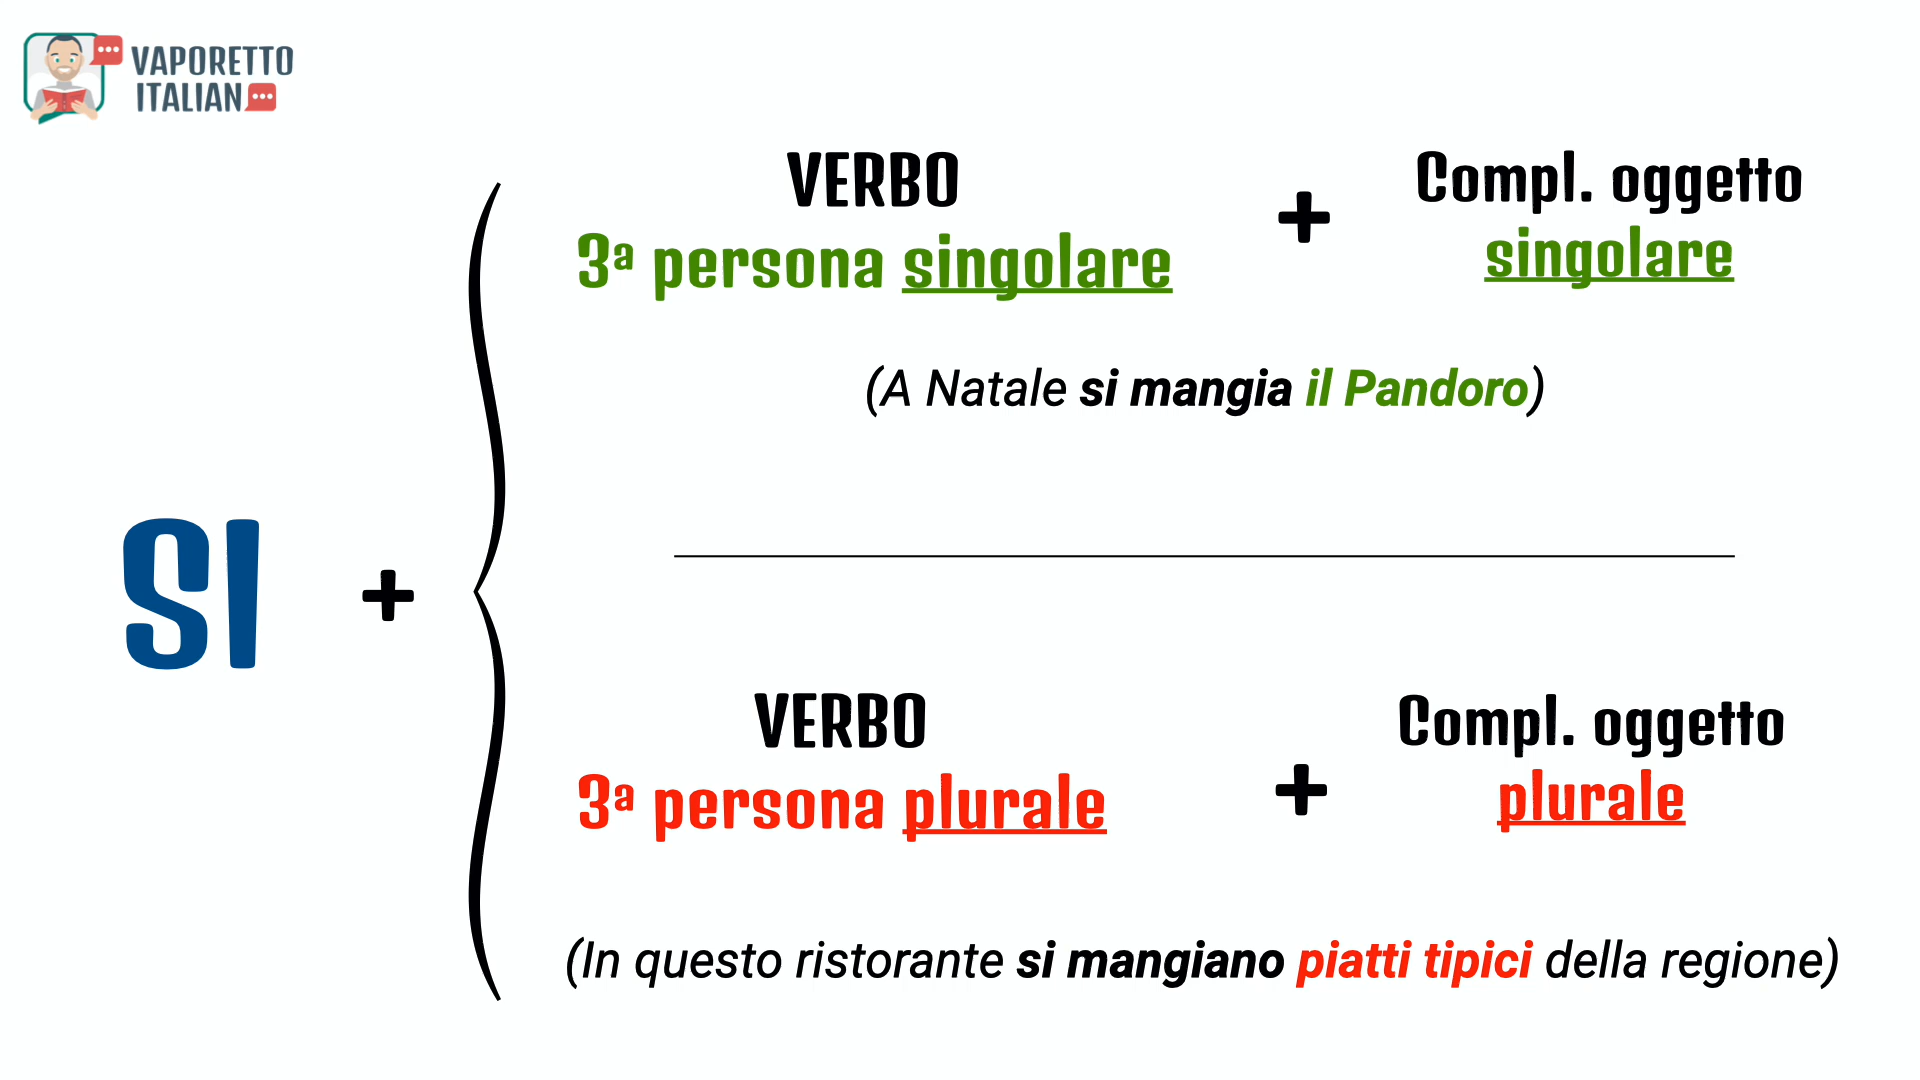 VAPORETTO
ITALIAN
SI
+
VERBO
3ª persona singolare
+
Compl. oggetto
singolare
(A Natale si mangia il Pandoro)
VERBO
3ª persona plurale
+
Compl. oggetto
plurale
(In questo ristorante si mangiano piatti tipici della regione)